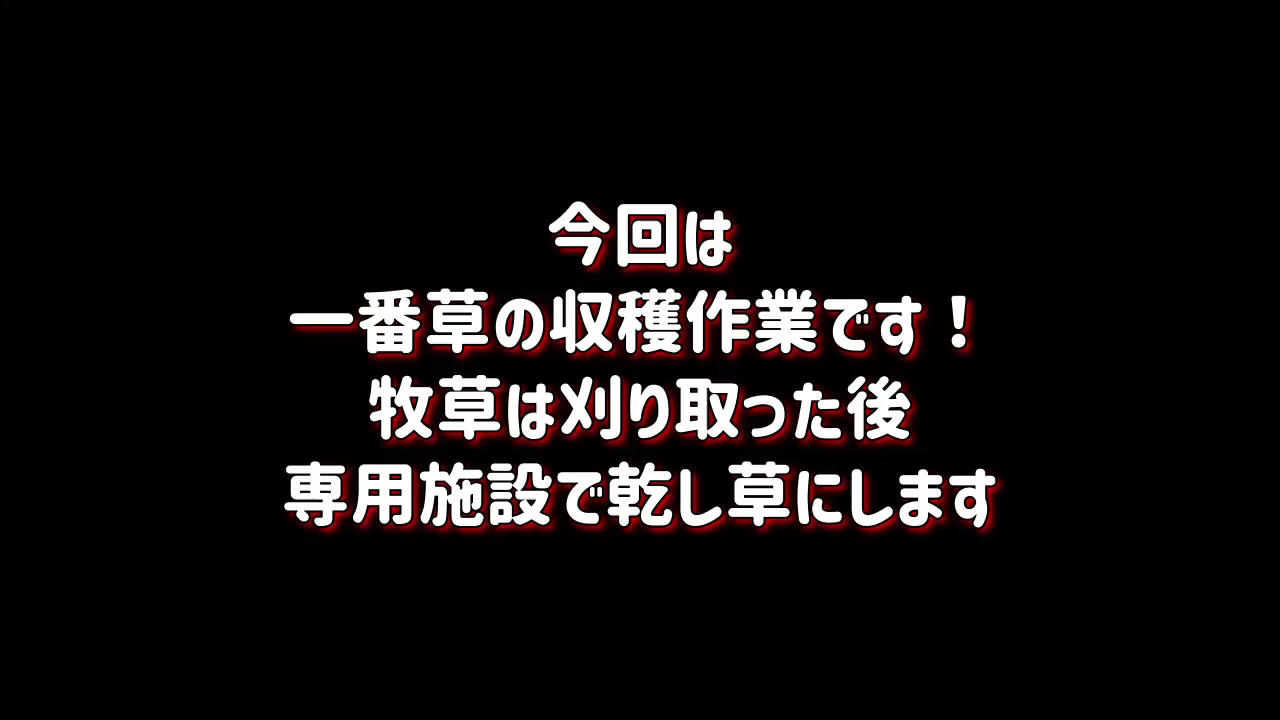 今回は
一番草の収穫作業です！
牧草は刈り取った後
専用施設で乾し草にします